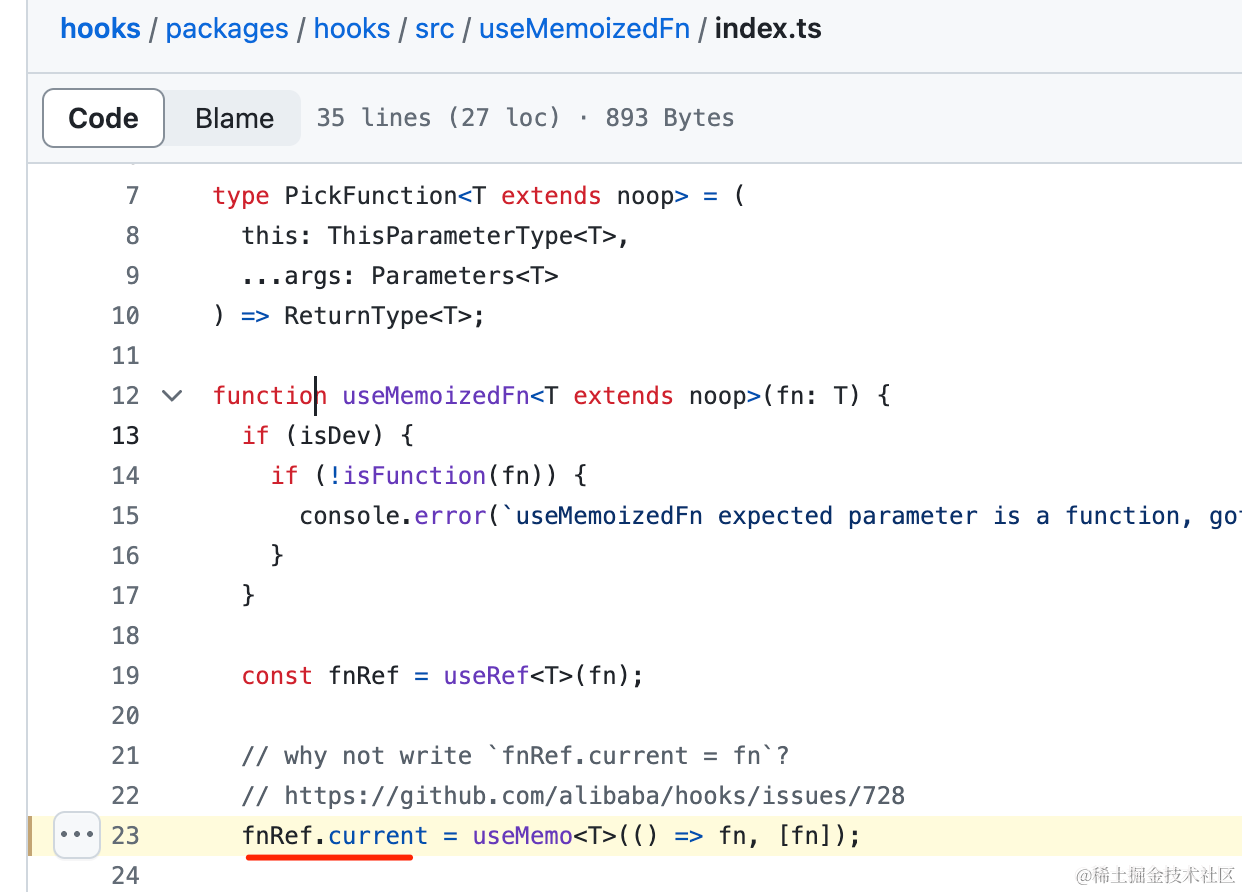 hooks / packages / hooks / src / useMemoizedFn / index.ts
Code Blame 35 lines (27 loc) · 893 Bytes
7 type PickFunction<T extends noop> = (
8 this: ThisParameterType<T>,
9 ...args: Parameters<T>
10 ) => ReturnType<T>;
11
12 function useMemoizedFn<T extends noop>(fn: T) {
13 if (isDev) {
14 if (!isFunction(fn)) {
15 console.error(`useMemoizedFn expected parameter is a function,
16 }
17 }
18
19 const fnRef = useRef<T>(fn);
20
21 // why not write `fnRef.current = fn`?
22 // https://github.com/alibaba/hooks/issues/728
23 fnRef.current = useMemo<T>(() => fn, [fn]);
24
@稀土掘金技术社区